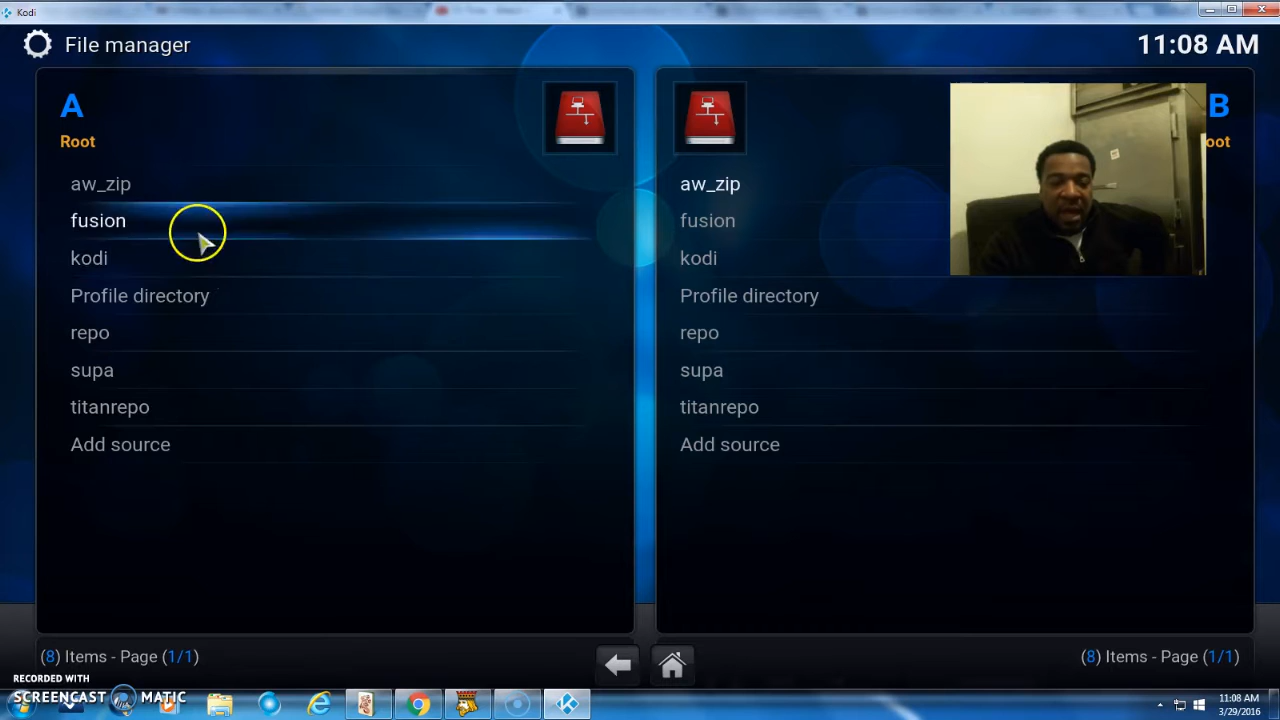 Kodi
File manager
11:08 AM
A
Root
aw_zip
fusion
kodi
Profile directory
repo
supa
titanrepo
Add source
(8) Items - Page (1/1)
B
oot
aw_zip
fusion
kodi
Profile directory
repo
supa
titanrepo
Add source
(8) Items - Page (1/1)
RECORDED WITH
SCREENCAST MATIC
11:08 AM
3/29/2016